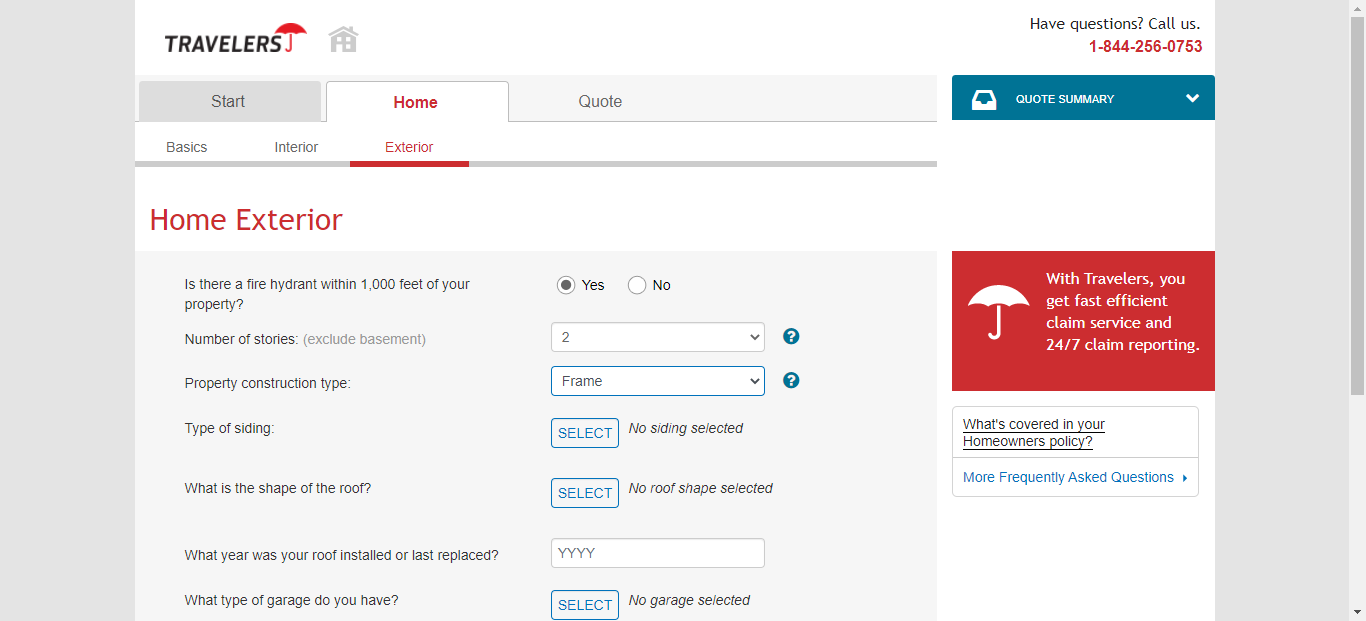 TRAVELERS
Have questions? Call us.
1-844-256-0753
Start
Home
Quote
QUOTE SUMMARY
Basics
Interior
Exterior
Home Exterior
Is there a fire hydrant within 1,000 feet of your
property?
Yes
No
Number of stories: (exclude basement)
2
?
Property construction type:
Frame
?
Type of siding:
SELECT
No siding selected
What is the shape of the roof?
SELECT
No roof shape selected
What year was your roof installed or last replaced?
YYYY
What type of garage do you have?
SELECT
No garage selected
With Travelers, you
get fast efficient
claim service and
24/7 claim reporting.
What's covered in your
Homeowners policy?
More Frequently Asked Questions